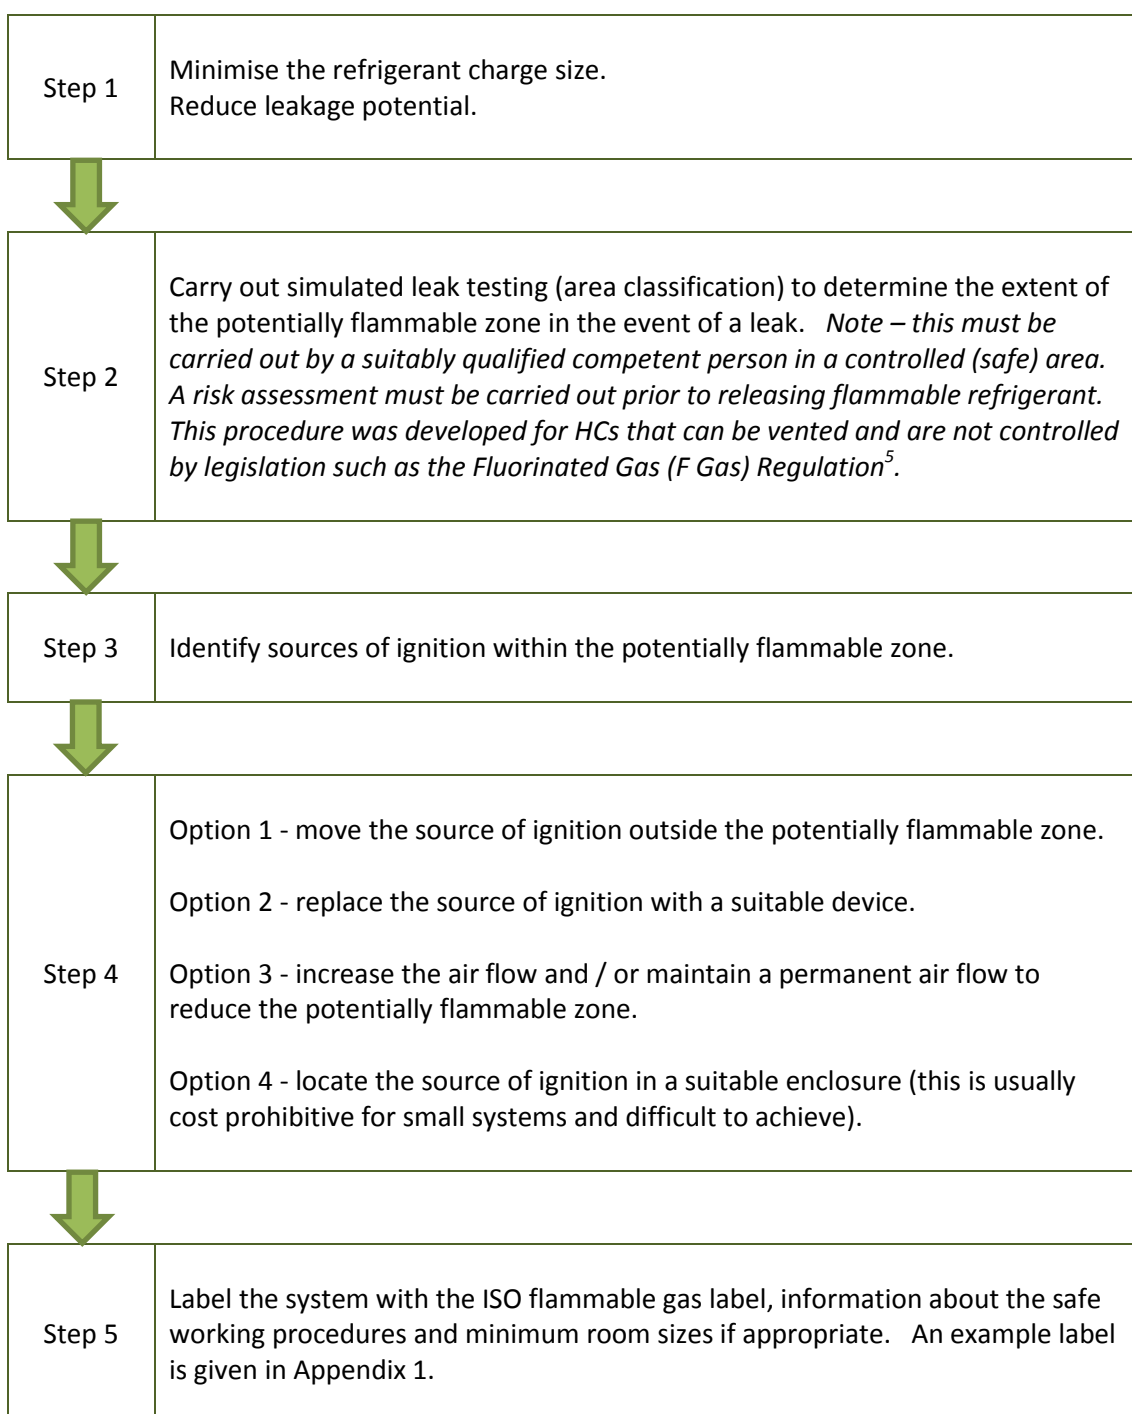 Step 1
Minimise the refrigerant charge size.
Reduce leakage potential.
Step 2
Carry out simulated leak testing (area classification) to determine the extent of
the potentially flammable zone in the event of a leak. Note – this must be
carried out by a suitably qualified competent person in a controlled (safe) area.
A risk assessment must be carried out prior to releasing flammable refrigerant.
This procedure was developed for HCs that can be vented and are not controlled
by legislation such as the Fluorinated Gas (F Gas) Regulation5.
Step 3
Identify sources of ignition within the potentially flammable zone.
Step 4
Option 1 - move the source of ignition outside the potentially flammable zone.
Option 2 - replace the source of ignition with a suitable device.
Option 3 - increase the air flow and / or maintain a permanent air flow to
reduce the potentially flammable zone.
Option 4 - locate the source of ignition in a suitable enclosure (this is usually
cost prohibitive for small systems and difficult to achieve).
Step 5
Label the system with the ISO flammable gas label, information about the safe
working procedures and minimum room sizes if appropriate. An example label
is given in Appendix 1.